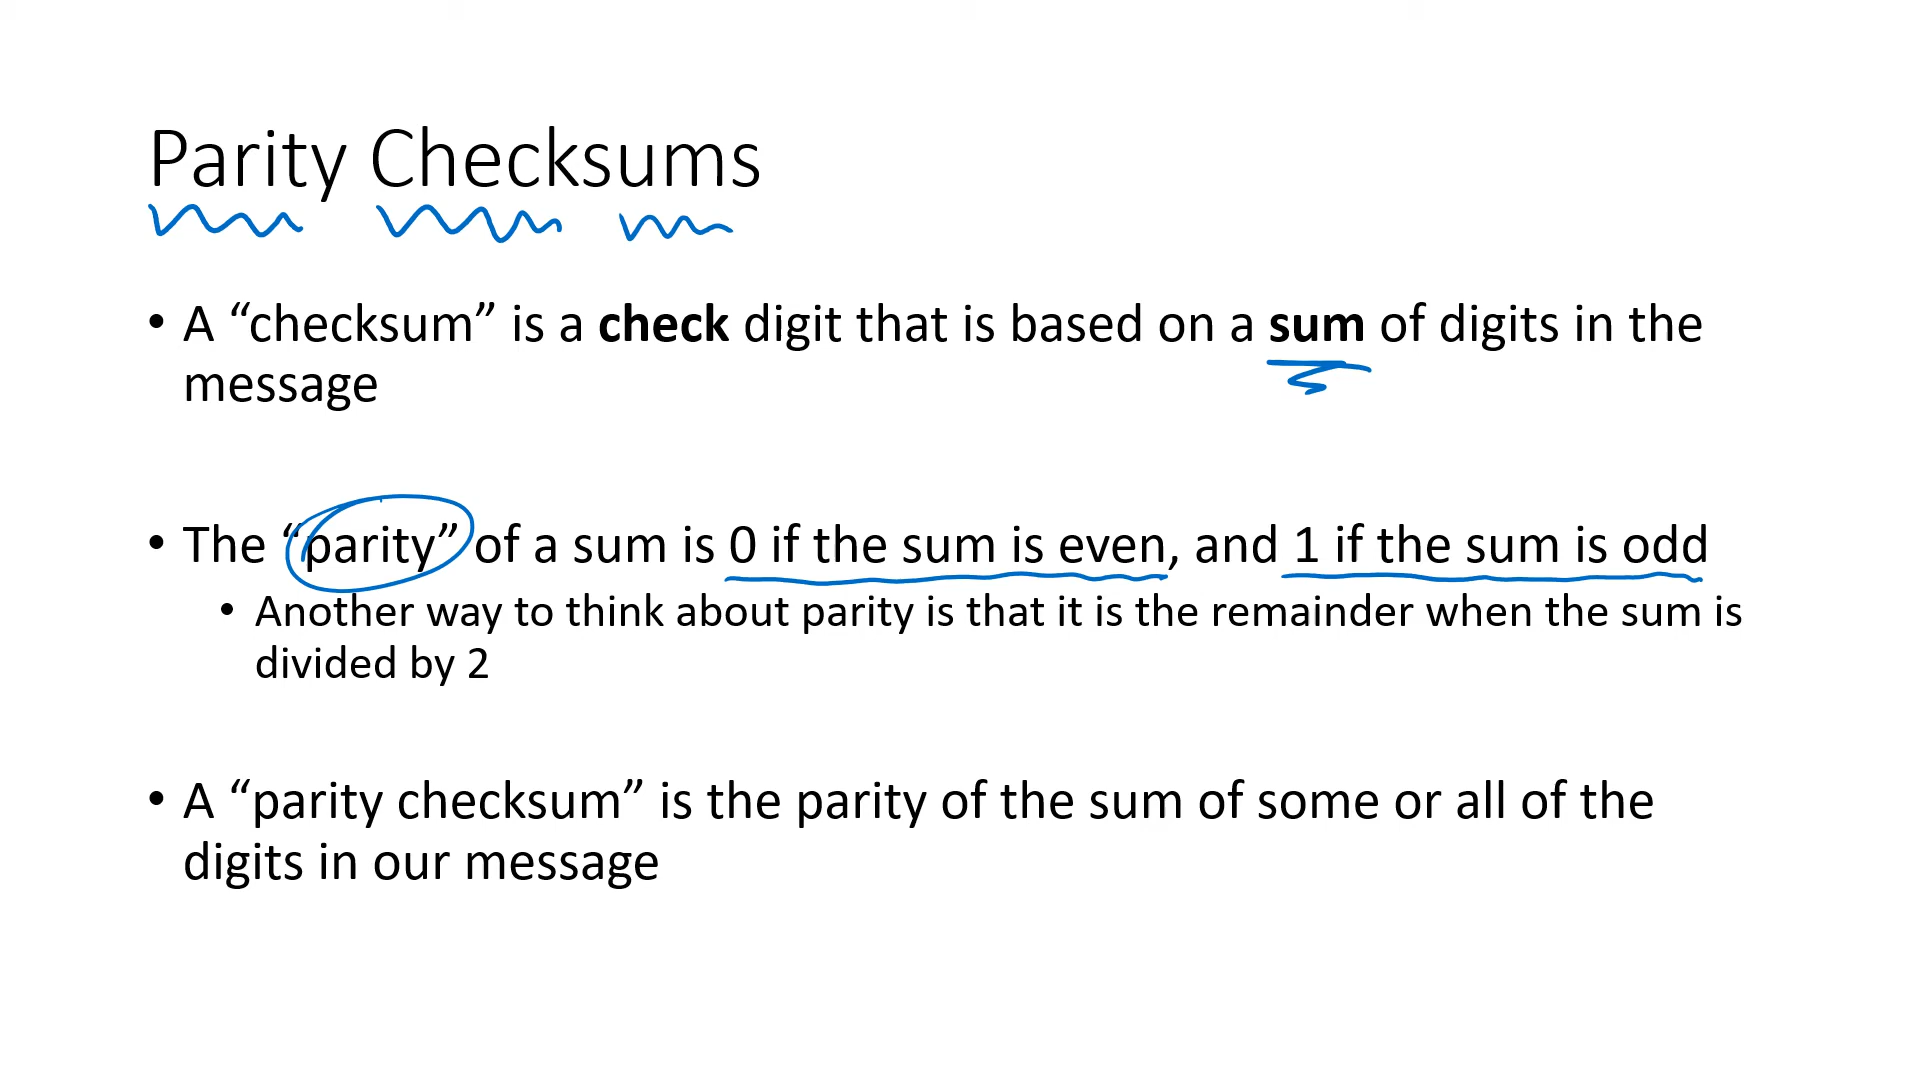 Parity Checksums
• A “checksum” is a check digit that is based on a sum of digits in the
message
• The “parity” of a sum is 0 if the sum is even, and 1 if the sum is odd
• Another way to think about parity is that it is the remainder when the sum is
divided by 2
• A “parity checksum” is the parity of the sum of some or all of the
digits in our message